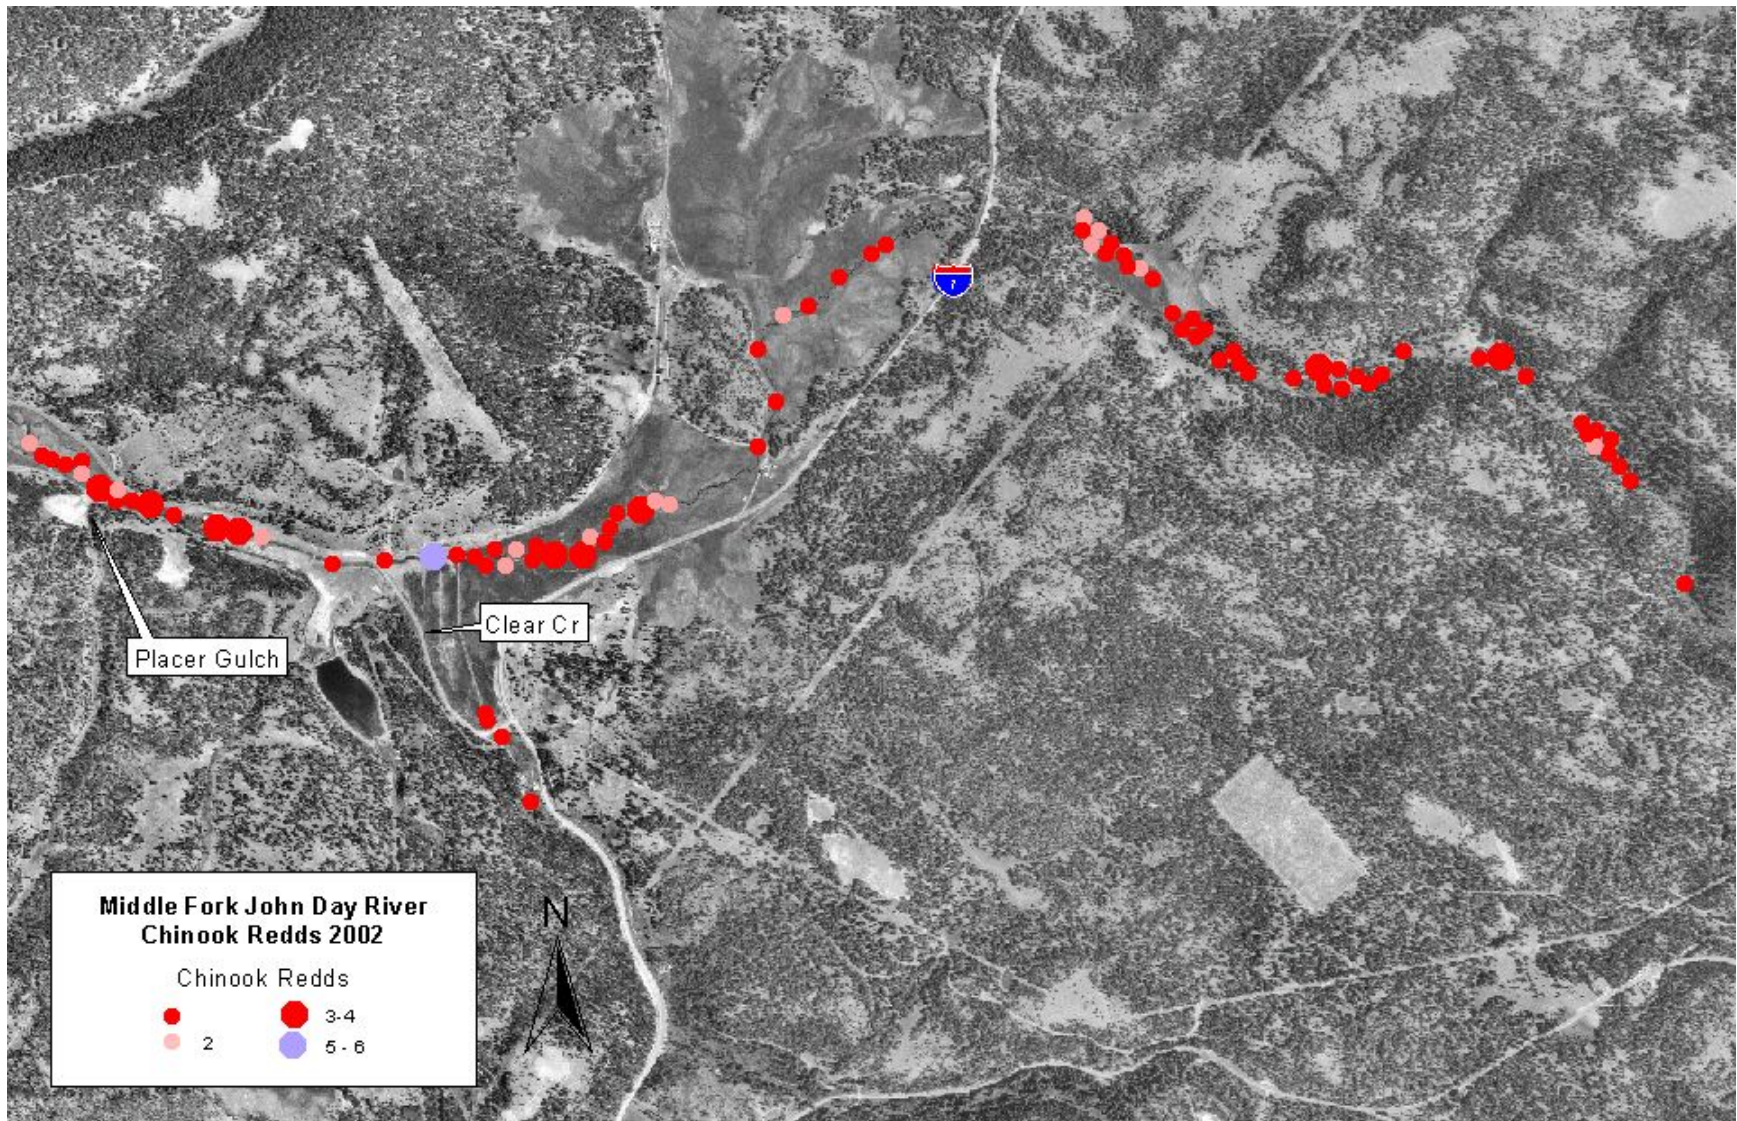 7
Clear Cr
Placer Gulch
Middle Fork John Day River
Chinook Redds 2002
Chinook Redds
3-4
2
5 - 6
N